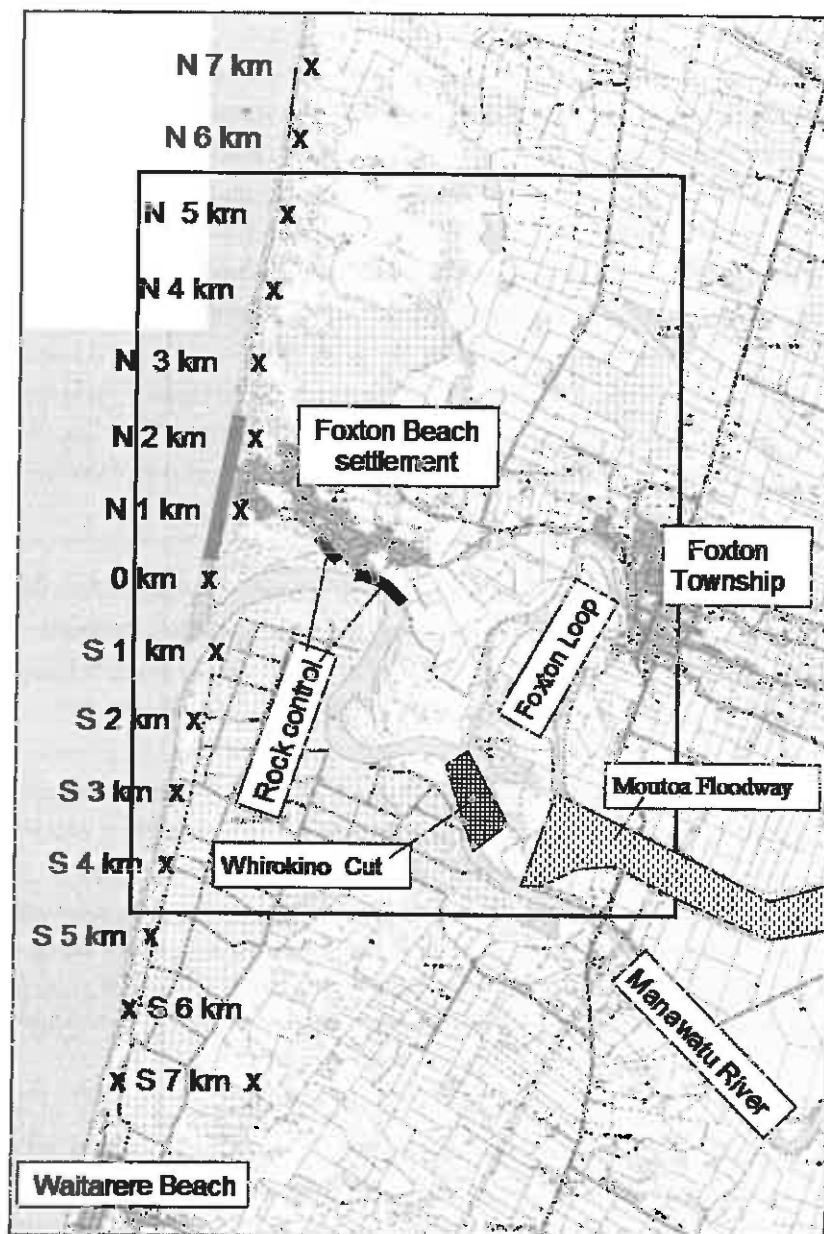 N 7 km X
N 6 km X
N 5 km X
N 4 km X
N 3 km X
N 2 km X
Foxton Beach
settlement
N 1 km X
Foxton
Township
0 km X
Foxton Loop
S 1 km X
Rock control
S 2 km X
S 3 km X
Moutoa Floodway
S 4 km X
Whirokino Cut
S 5 km X
X S 6 km
Manawatu River
X S 7 km X
Waitarere Beach